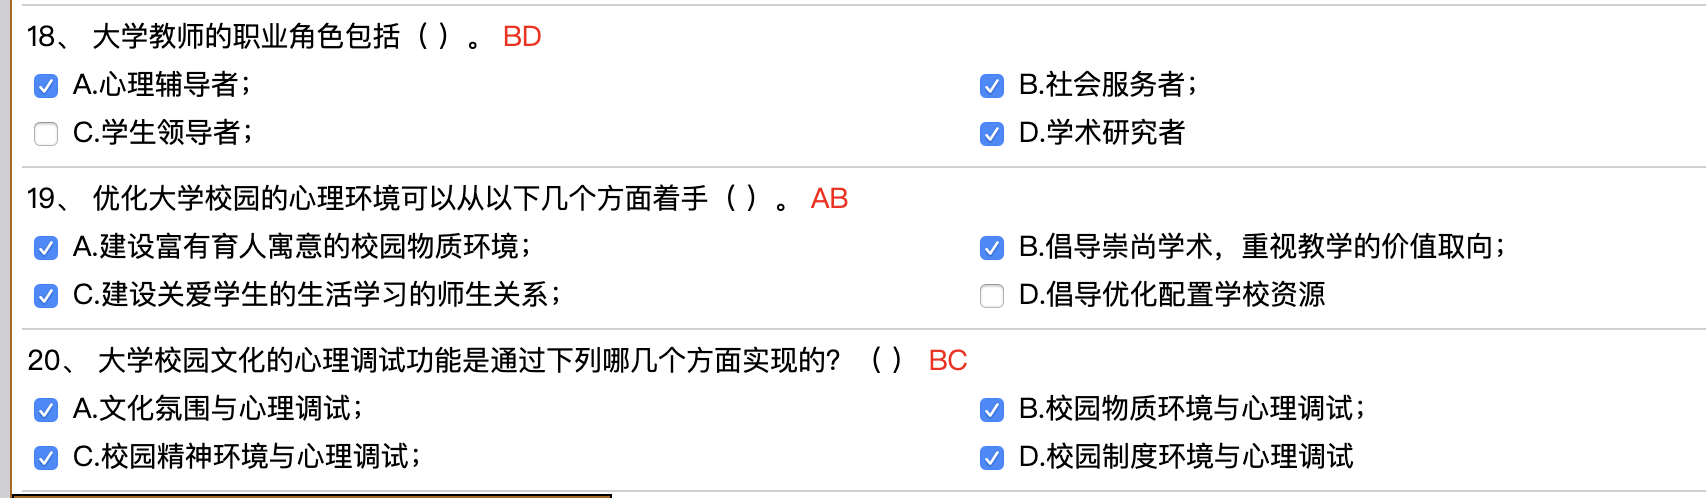 18、 大学教师的职业角色包括（ ）。 BD
A.心理辅导者； B.社会服务者；
C.学生领导者； D.学术研究者
19、 优化大学校园的心理环境可以从以下几个方面着手（ ）。 AB
A.建设富有育人寓意的校园物质环境； B.倡导崇尚学术，重视教学的价值取向；
C.建设关爱学生的生活学习的师生关系； D.倡导优化配置学校资源
20、 大学校园文化的心理调试功能是通过下列哪几个方面实现的？ （ ） BC
A.文化氛围与心理调试； B.校园物质环境与心理调试；
C.校园精神环境与心理调试； D.校园制度环境与心理调试